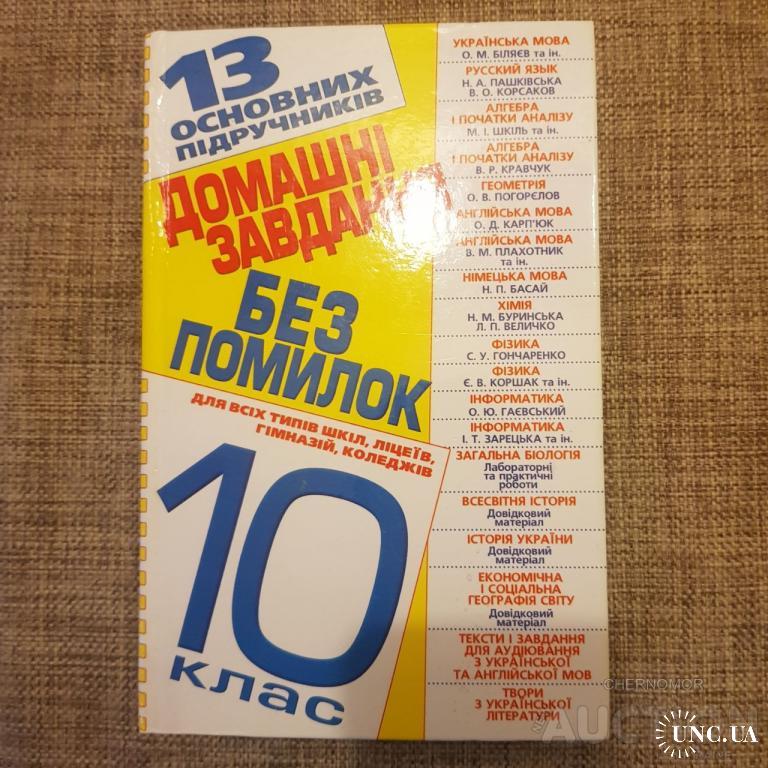 13
ОСНОВНИХ
ПІДРУЧНИКІВ
ДОМАШНІ
ЗАВДАННЯ
БЕЗ
ПОМИЛОК
ДЛЯ ВСІХ ТИПІВ ШКІЛ, ЛІЦЕЇВ,
ГІМНАЗІЙ, КОЛЕДЖІВ
10
клас
УКРАЇНСЬКА МОВА
О. М. БІЛЯЄВ та ін.
РУССКИЙ ЯЗЫК
Н. А. ПАШКІВСЬКА
В. О. КОРСАКОВ
АЛГЕБРА
І ПОЧАТКИ АНАЛІЗУ
М. І. ШКІЛЬ та ін.
АЛГЕБРА
І ПОЧАТКИ АНАЛІЗУ
В. Р. КРАВЧУК
ГЕОМЕТРІЯ
О. В. ПОГОРЄЛОВ
АНГЛІЙСЬКА МОВА
О. Д. КАРП'ЮК
АНГЛІЙСЬКА МОВА
В. М. ПЛАХОТНИК
та ін.
НІМЕЦЬКА МОВА
Н. П. БАСАЙ
ХІМІЯ
Н. М. БУРИНСЬКА
Л. П. ВЕЛИЧКО
ФІЗИКА
С. У. ГОНЧАРЕНКО
ФІЗИКА
Є. В. КОРШАК та ін.
ІНФОРМАТИКА
О. Ю. ГАЄВСЬКИЙ
ІНФОРМАТИКА
І. Т. ЗАРЕЦЬКА та ін.
ЗАГАЛЬНА БІОЛОГІЯ
Лабораторні
та практичні
роботи
ВСЕСВІТНЯ ІСТОРІЯ
Довідковий
матеріал
ІСТОРІЯ УКРАЇНИ
Довідковий
матеріал
ЕКОНОМІЧНА
І СОЦІАЛЬНА
ГЕОГРАФІЯ СВІТУ
Довідковий
матеріал
ТЕКСТИ І ЗАВДАННЯ
ДЛЯ АУДІЮВАННЯ
З УКРАЇНСЬКОЇ
ТА АНГЛІЙСЬКОЇ МОВ
ТВОРИ
З УКРАЇНСЬКОЇ
ЛІТЕРАТУРИ
CHERNOMOR
UNC.UA